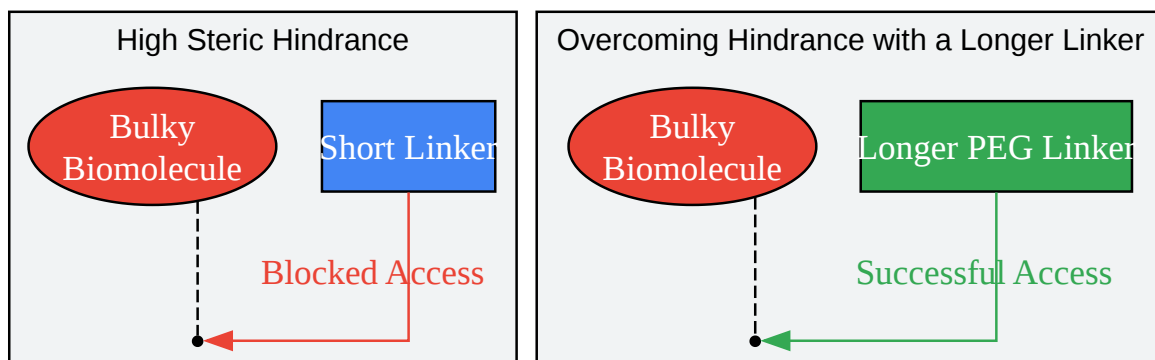 High Steric Hindrance
Bulky
Biomolecule
Short Linker
Blocked Access
Overcoming Hindrance with a Longer Linker
Bulky
Biomolecule
Longer PEG Linker
Successful Access